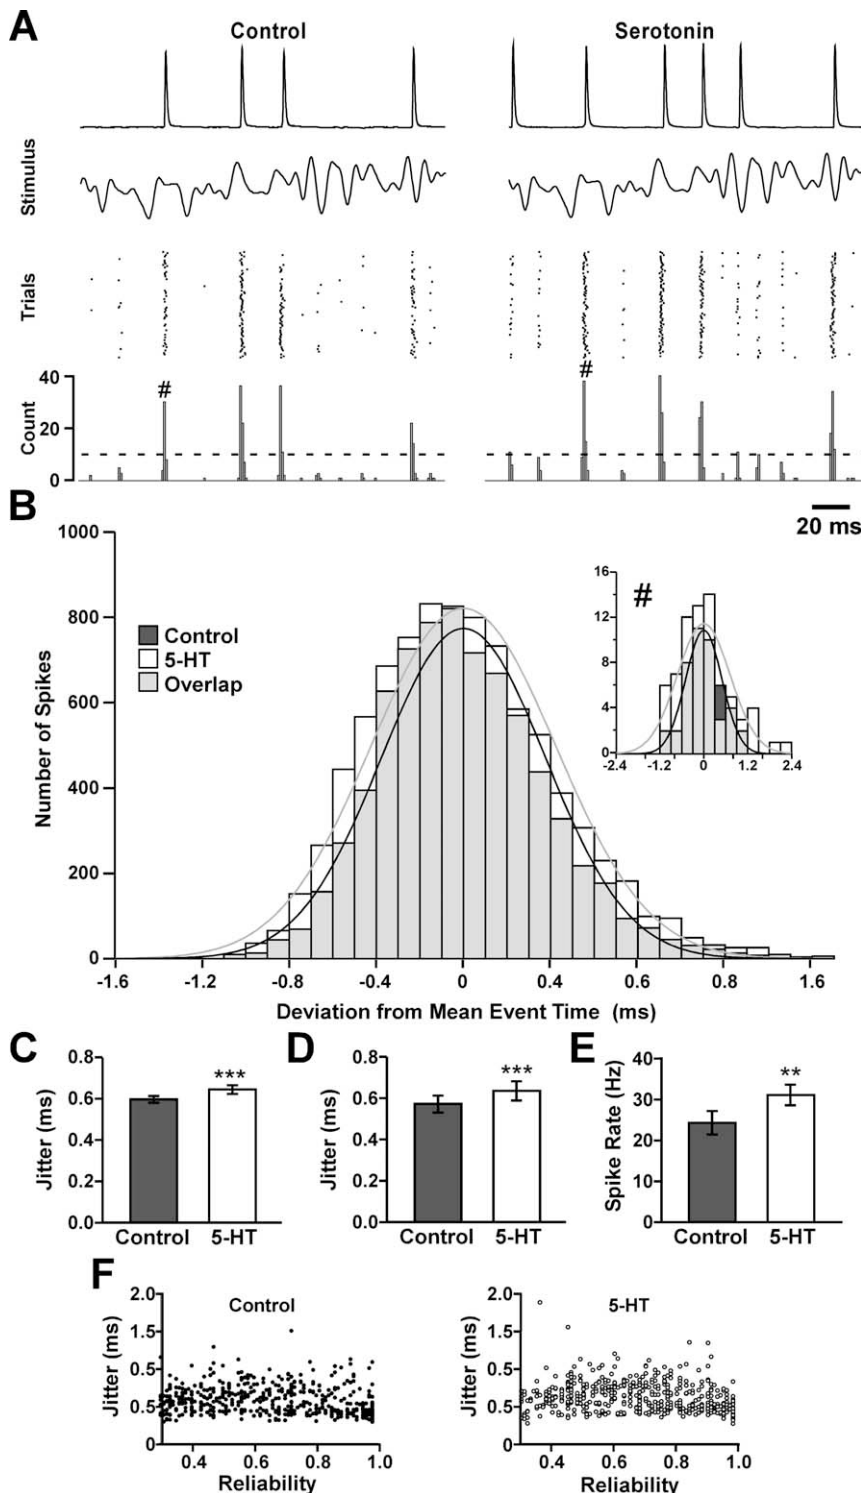 A
Control
Serotonin
Stimulus
Trials
#
#
Count
40
20
0
20 ms
B
1000
800
600
400
200
0
Number of Spikes
Control
5-HT
Overlap
#
16
12
8
4
0
-2.4
-1.2
0
1.2
2.4
-1.6
-1.2
-0.8
-0.4
0
0.4
0.6
0.8
1.6
Deviation from Mean Event Time (ms)
C
Jitter (ms)
0.8
0.6
0.4
0.2
0.0
***
Control
5-HT
D
Jitter (ms)
0.8
0.6
0.4
0.2
0.0
***
Control
5-HT
E
Spike Rate (Hz)
40
30
20
10
0
**
Control
5-HT
F
Jitter (ms)
2.0
1.5
0.5
0.5
0
Control
0.4
0.6
0.8
1.0
Reliability
Jitter (ms)
2.0
1.5
0.5
0.5
0
5-HT
0.4
0.6
0.8
1.0
Reliability